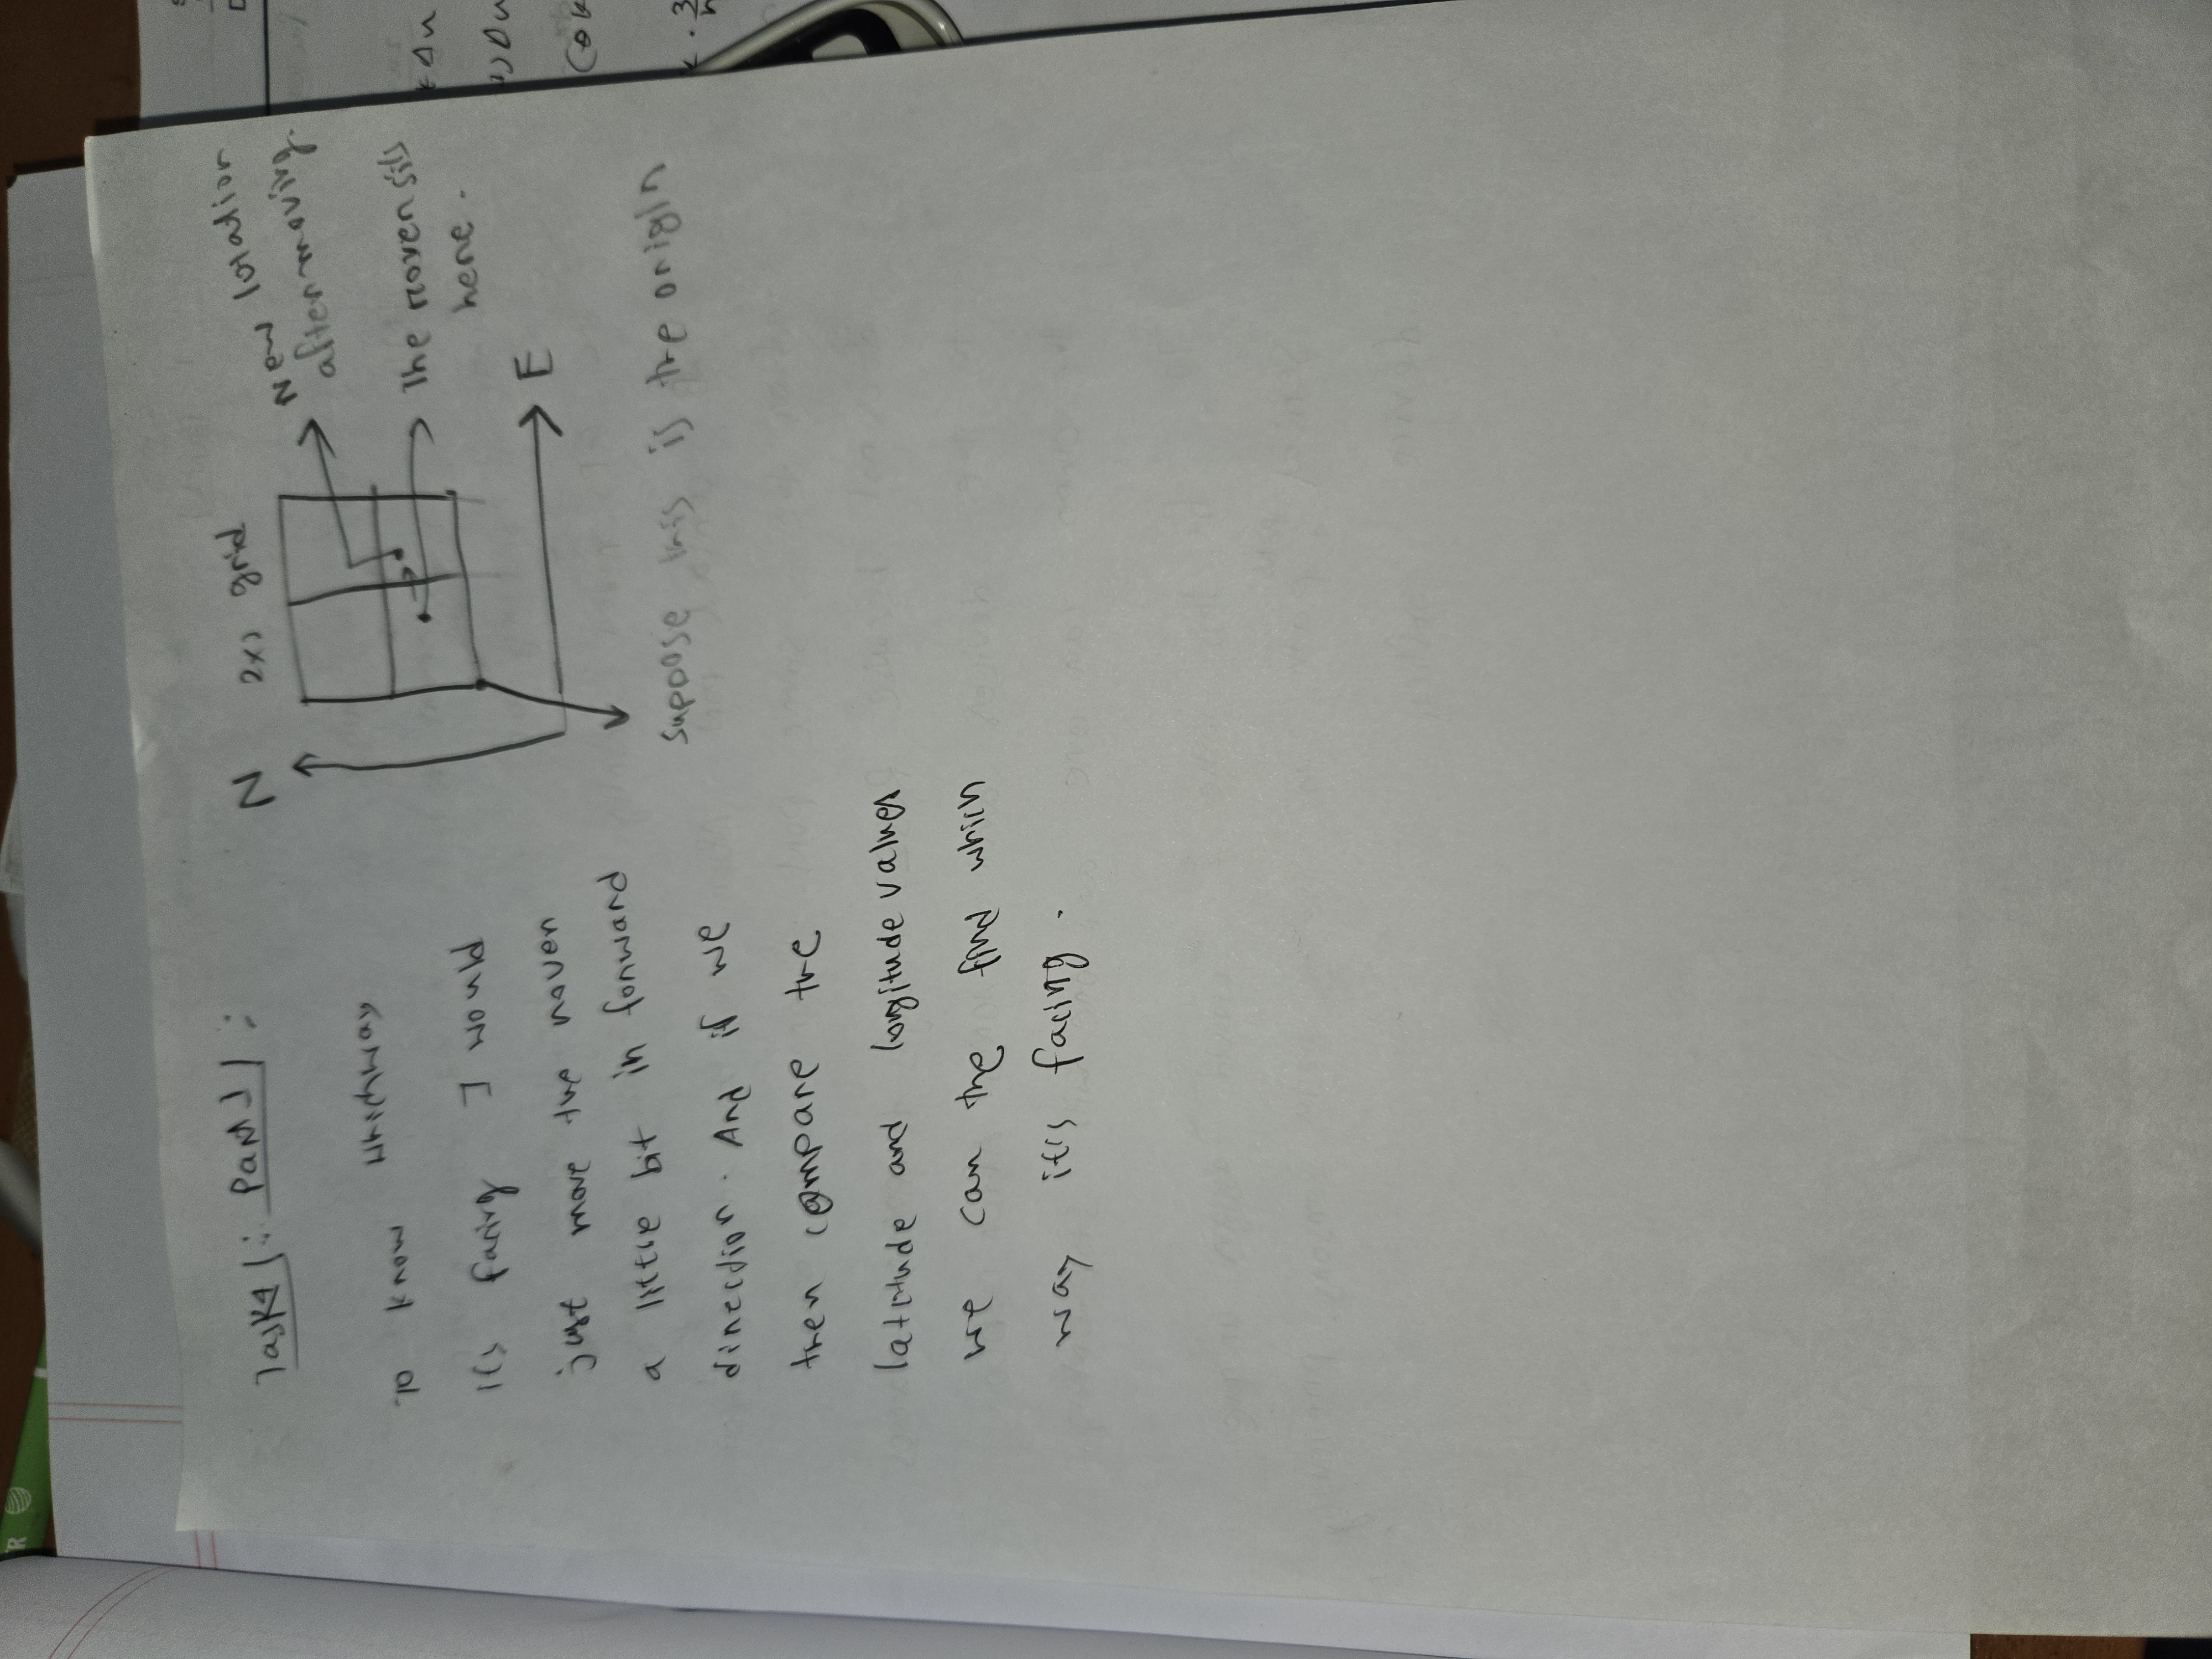 Task 1: Part 1:
To know which way
it's facing I would
just move the rover
a little bit in forward
direction. And if we
then compare the
latitude and longitude values
we can the find which
way it's facing.
N
2x2 grid
New location
after moving.
The rover sits
here.
E
suppose this is the origin